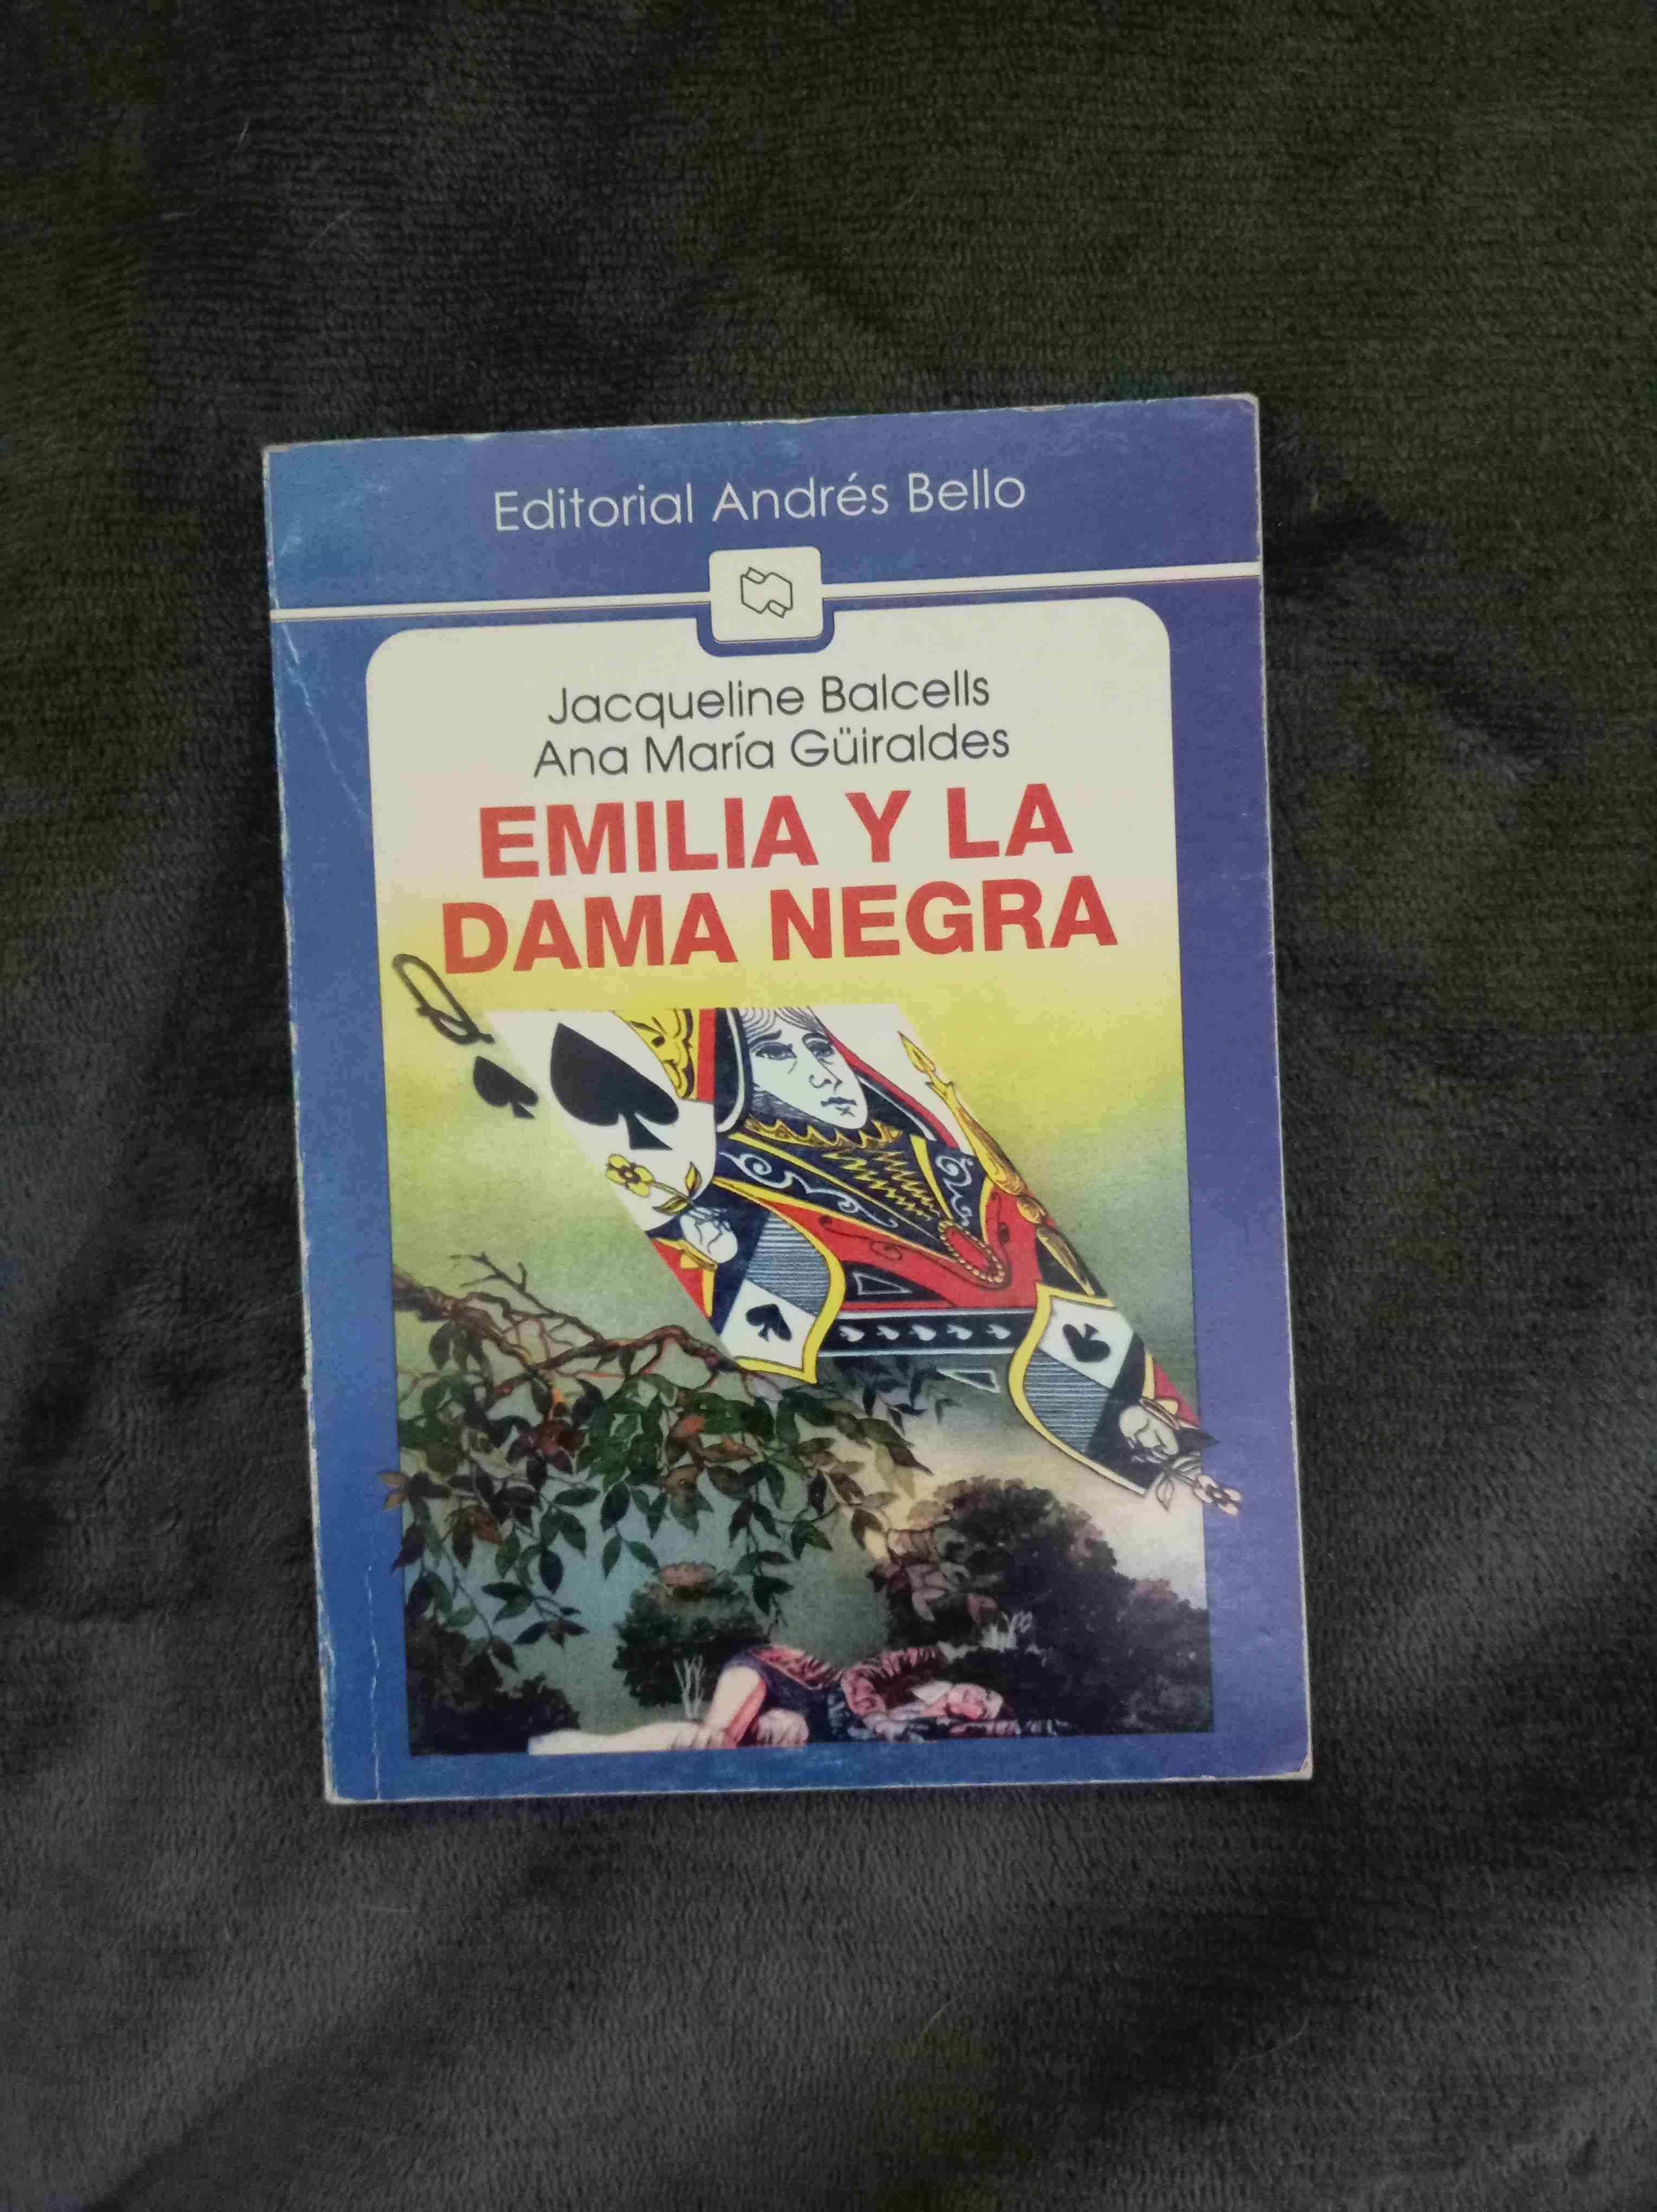 Editorial Andrés Bello
Jacqueline Balcells
Ana María Güiraldes
EMILIA Y LA
DAMA NEGRA
Q